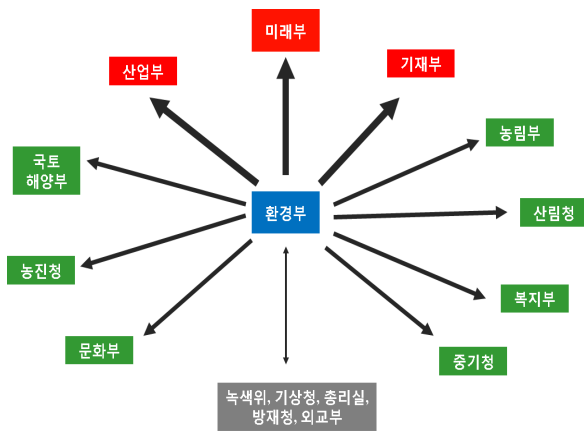 미래부
산업부
기재부
농림부
국토
해양부
환경부
산림청
농진청
복지부
문화부
중기청
녹색위, 기상청, 총리실,
방재청, 외교부